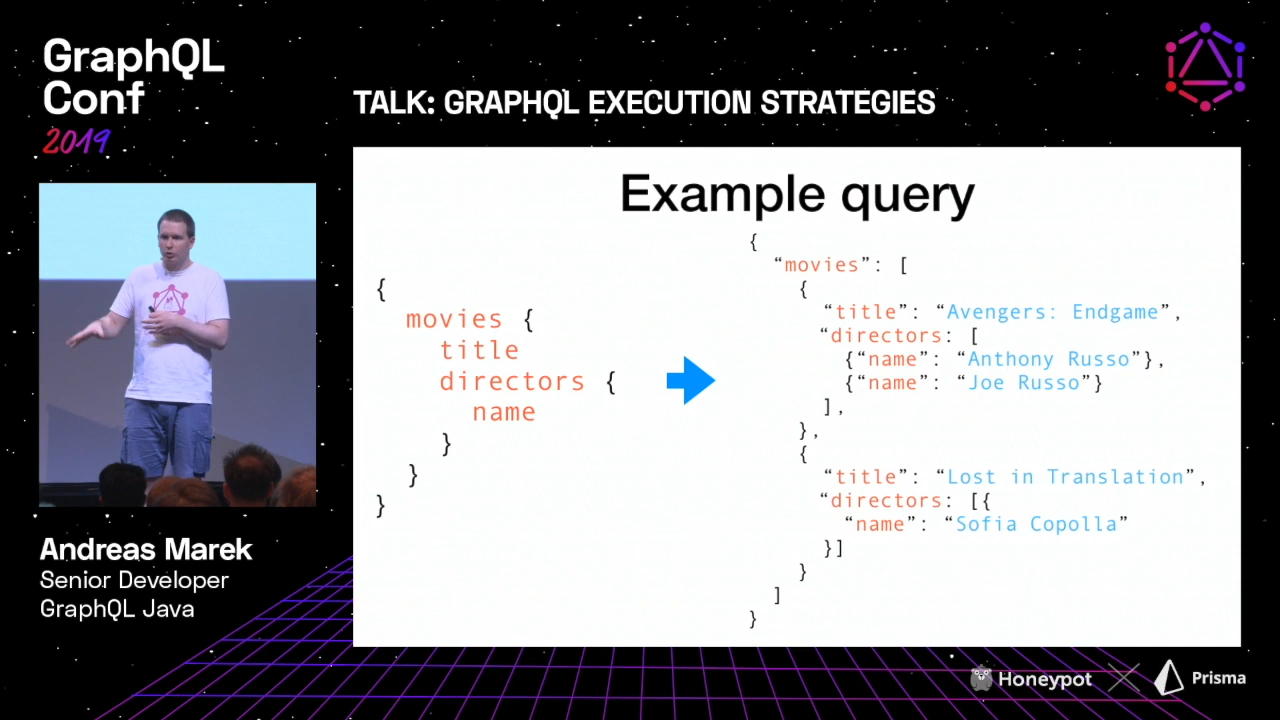 GraphQL
Conf
2019
TALK: GRAPHQL EXECUTION STRATEGIES
Example query
{
movies {
title
directors {
name
}
}
}
{
“movies”: [
{
“title”: “Avengers: Endgame”,
“directors: [
{“name”: “Anthony Russo”},
{“name”: “Joe Russo”}
],
},
{
“title”: “Lost in Translation”,
“directors: [{
“name”: “Sofia Copolla”
}]
}
]
}
Andreas Marek
Senior Developer
GraphQL Java
Honeypot
Prisma